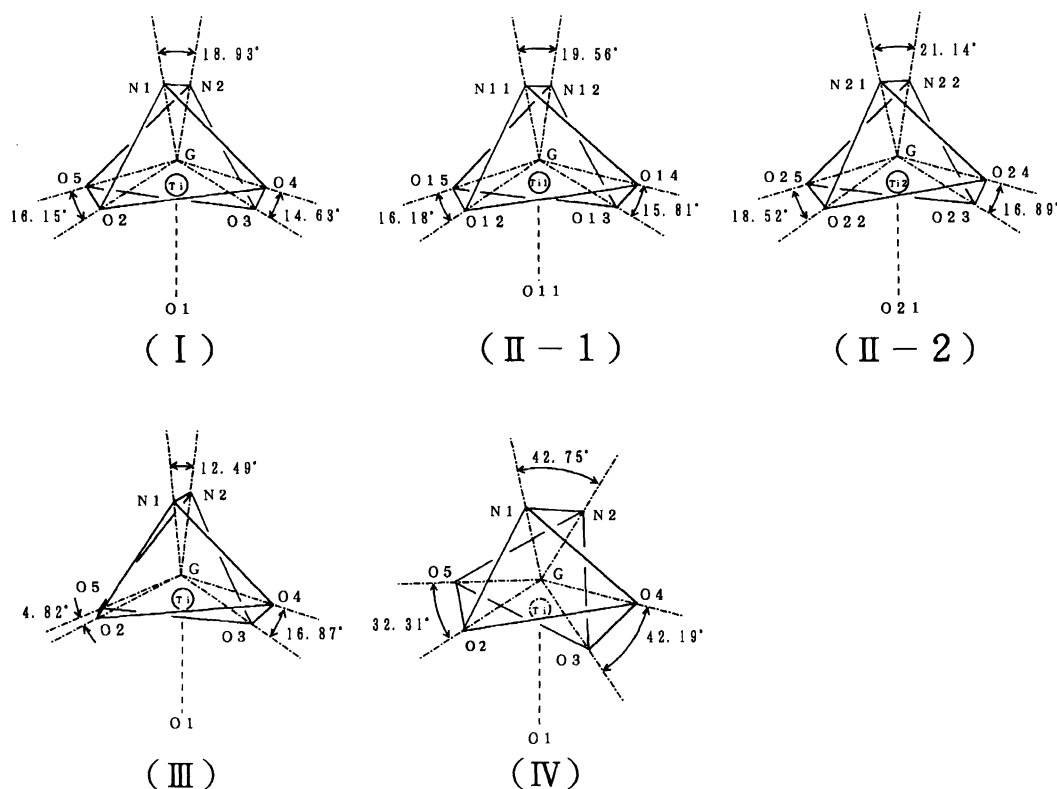 18.93°
N1 N2
G
Ti
O5 O4
16.15° 14.63°
O2 O3
O1
(Ⅰ)
19.56°
N11 N12
G
Ti1
O15 O14
16.18° 15.81°
O12 O13
O11
(Ⅱ-1)
21.14°
N21 N22
G
Ti2
O25 O24
18.52° 16.89°
O22 O23
O21
(Ⅱ-2)
12.49°
N1 N2
G
O5 Ti O4
4.82°
O2 O3 16.87°
O1
(Ⅲ)
42.75°
N1 N2
O5 G
Ti O4
32.31°
O2 O3 42.19°
O1
(Ⅳ)